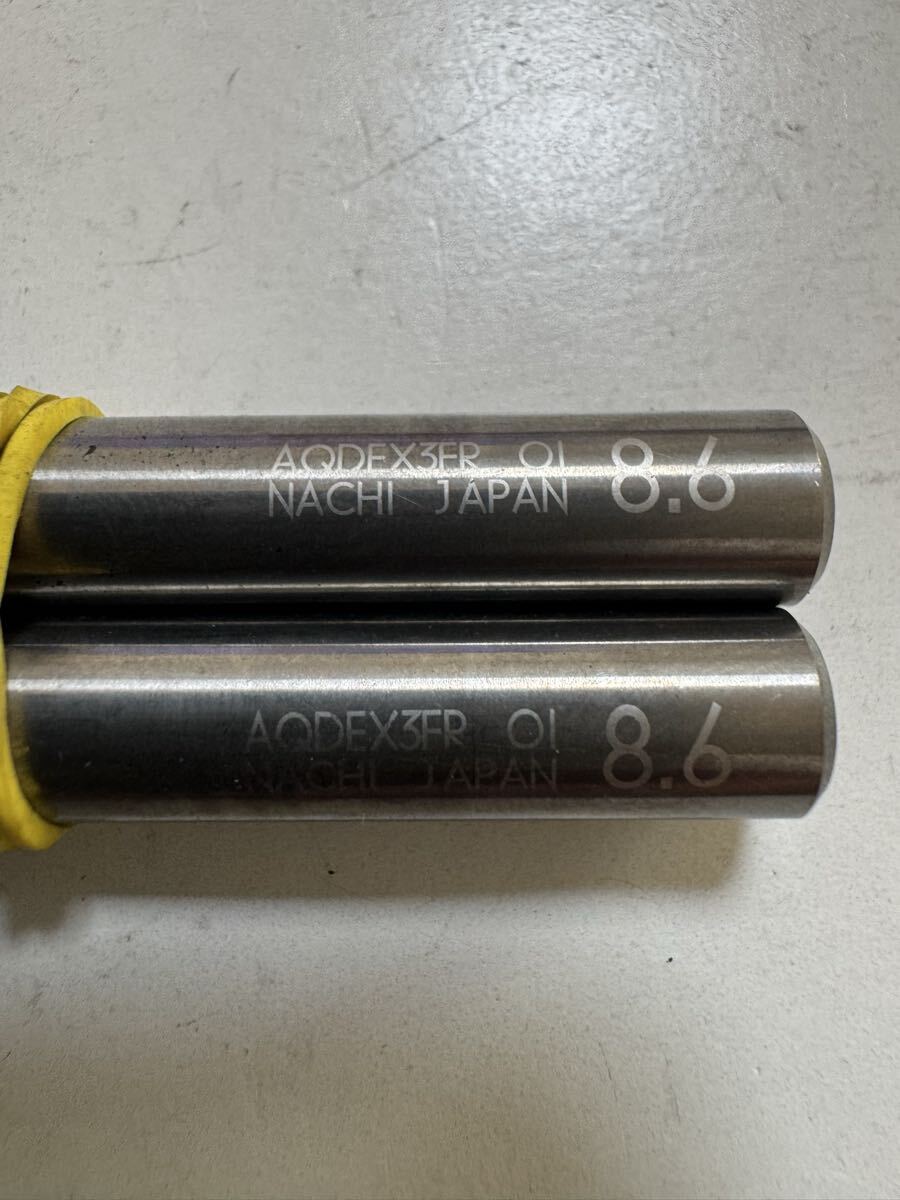 AQDEX3FR 01 8.6
NACHI JAPAN
AQDEX3FR 01 8.6
NACHI JAPAN